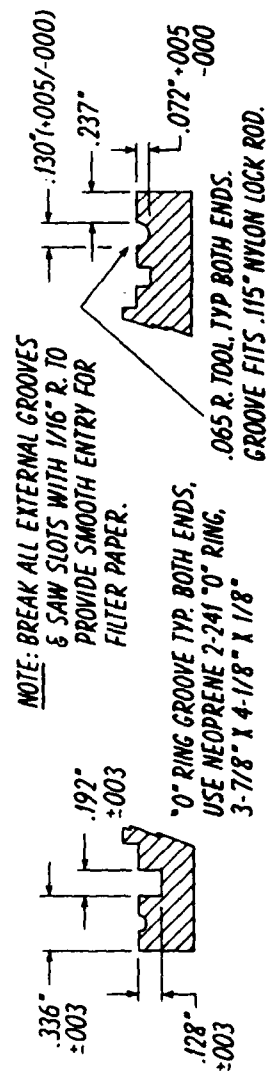 NOTE: BREAK ALL EXTERNAL GROOVES
& SAW SLOTS WITH 1/16" R. TO
PROVIDE SMOOTH ENTRY FOR
FILTER PAPER.
.130"(+005/-000)
.237"
.072"+005
-000
.065 R. TOOL, TYP BOTH ENDS.
GROOVE FITS .115" NYLON LOCK ROD.
.336"
±003
.192"
±003
.128"
±003
"O" RING GROOVE TYP. BOTH ENDS,
USE NEOPRENE 2-241 "O" RING,
3-7/8" X 4-1/8" X 1/8"